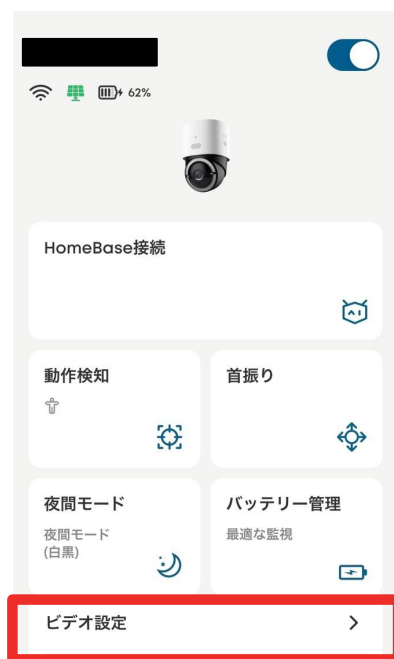 62%
HomeBase接続
動作検知
首振り
夜間モード
夜間モード
(白黒)
バッテリー管理
最適な監視
ビデオ設定